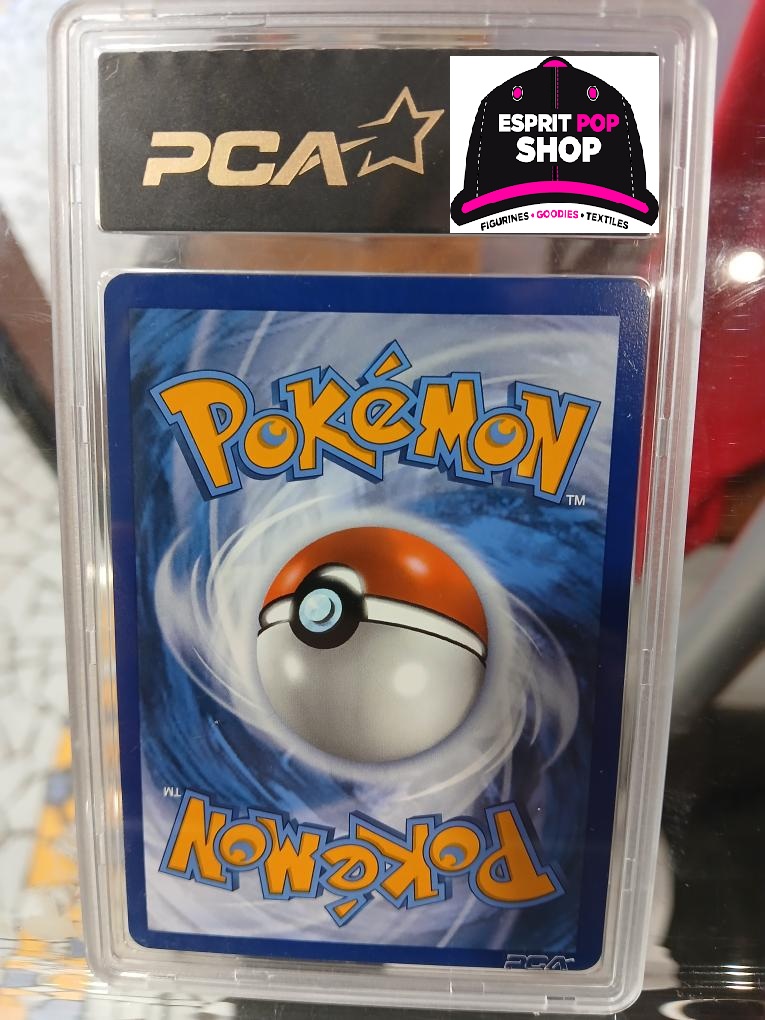 PCA
ESPRIT POP
SHOP
FIGURINES • GOODIES • TEXTILES
POKéMON
TM
TM
POKéMON
PCA